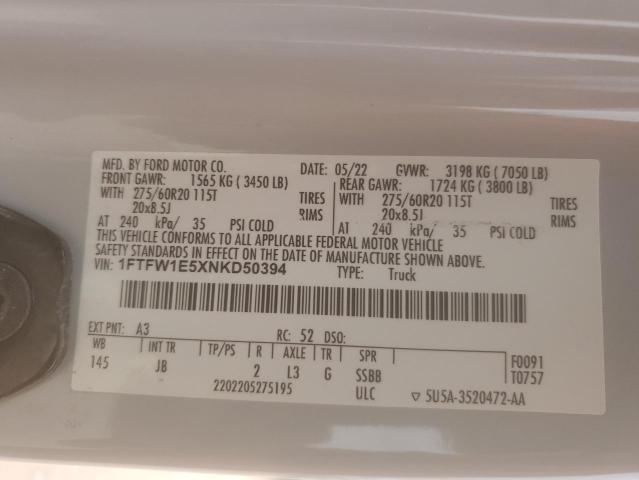 MFD. BY FORD MOTOR CO. DATE: 05/22 GVWR: 3198 KG ( 7050 LB)
FRONT GAWR: 1565 KG ( 3450 LB) REAR GAWR: 1724 KG ( 3800 LB)
WITH 275/60R20 115T TIRES WITH 275/60R20 115T TIRES
20x8.5J RIMS 20x8.5J RIMS
AT 240 kPa/ 35 PSI COLD AT 240 kPa/ 35 PSI COLD
THIS VEHICLE CONFORMS TO ALL APPLICABLE FEDERAL MOTOR VEHICLE
SAFETY STANDARDS IN EFFECT ON THE DATE OF MANUFACTURE SHOWN ABOVE.
VIN: 1FTFW1E5XNKD50394 TYPE: Truck
EXT PNT: A3 RC: 52 DSO:
WB INT TR TP/PS R AXLE TR SPR F0091
145 JB 2 L3 G SSBB T0757
2202205275195 ULC ▽ 5U5A-3520472-AA